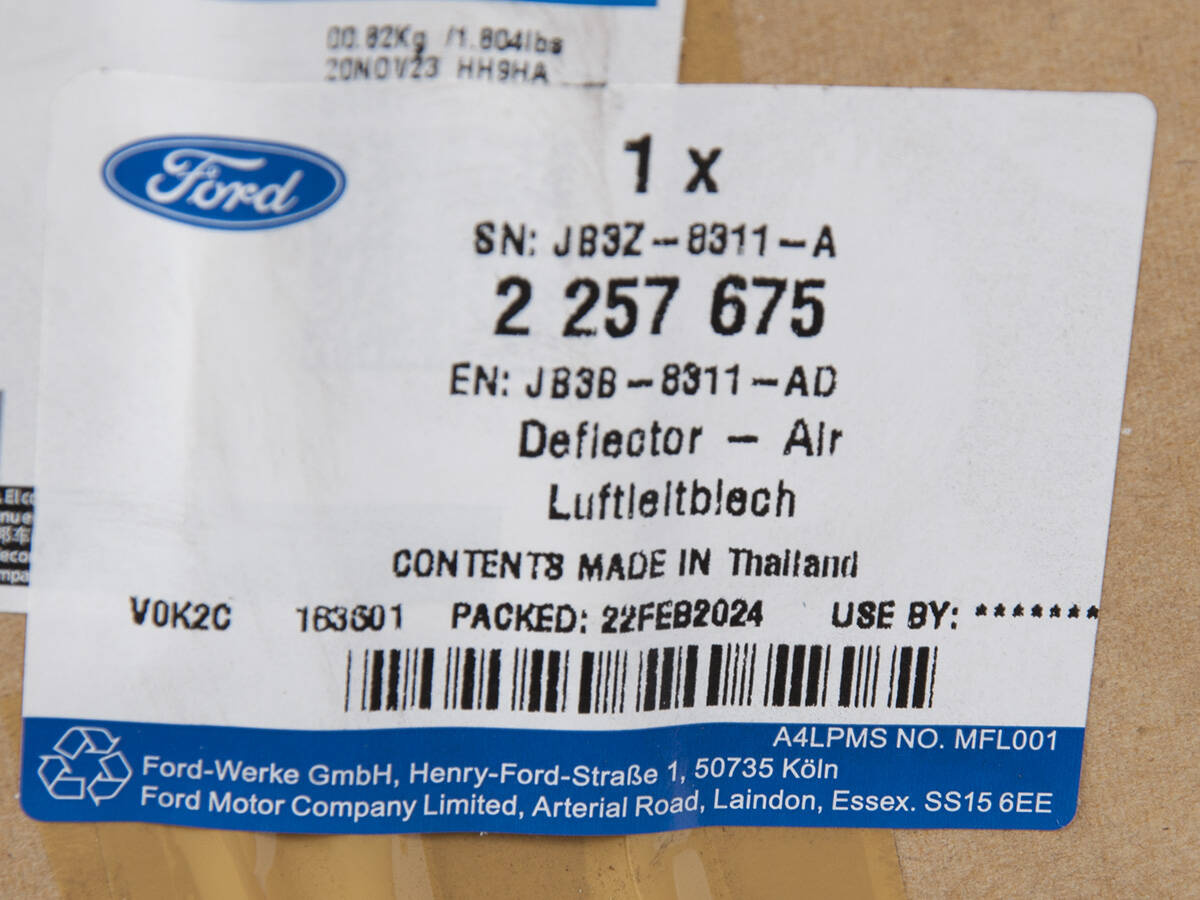 00.82Kg /1.804lbs
20NOV23 HH9HA
Ford
1 x
SN: JB3Z-8311-A
2 257 675
EN: JB3B-8311-AD
Deflector - Air
Luftleitblech
CONTENTS MADE IN Thailand
V0K2C 163601 PACKED: 22FEB2024 USE BY: *******
A4LPMS NO. MFL001
Ford-Werke GmbH, Henry-Ford-Straße 1, 50735 Köln
Ford Motor Company Limited, Arterial Road, Laindon, Essex. SS15 6EE